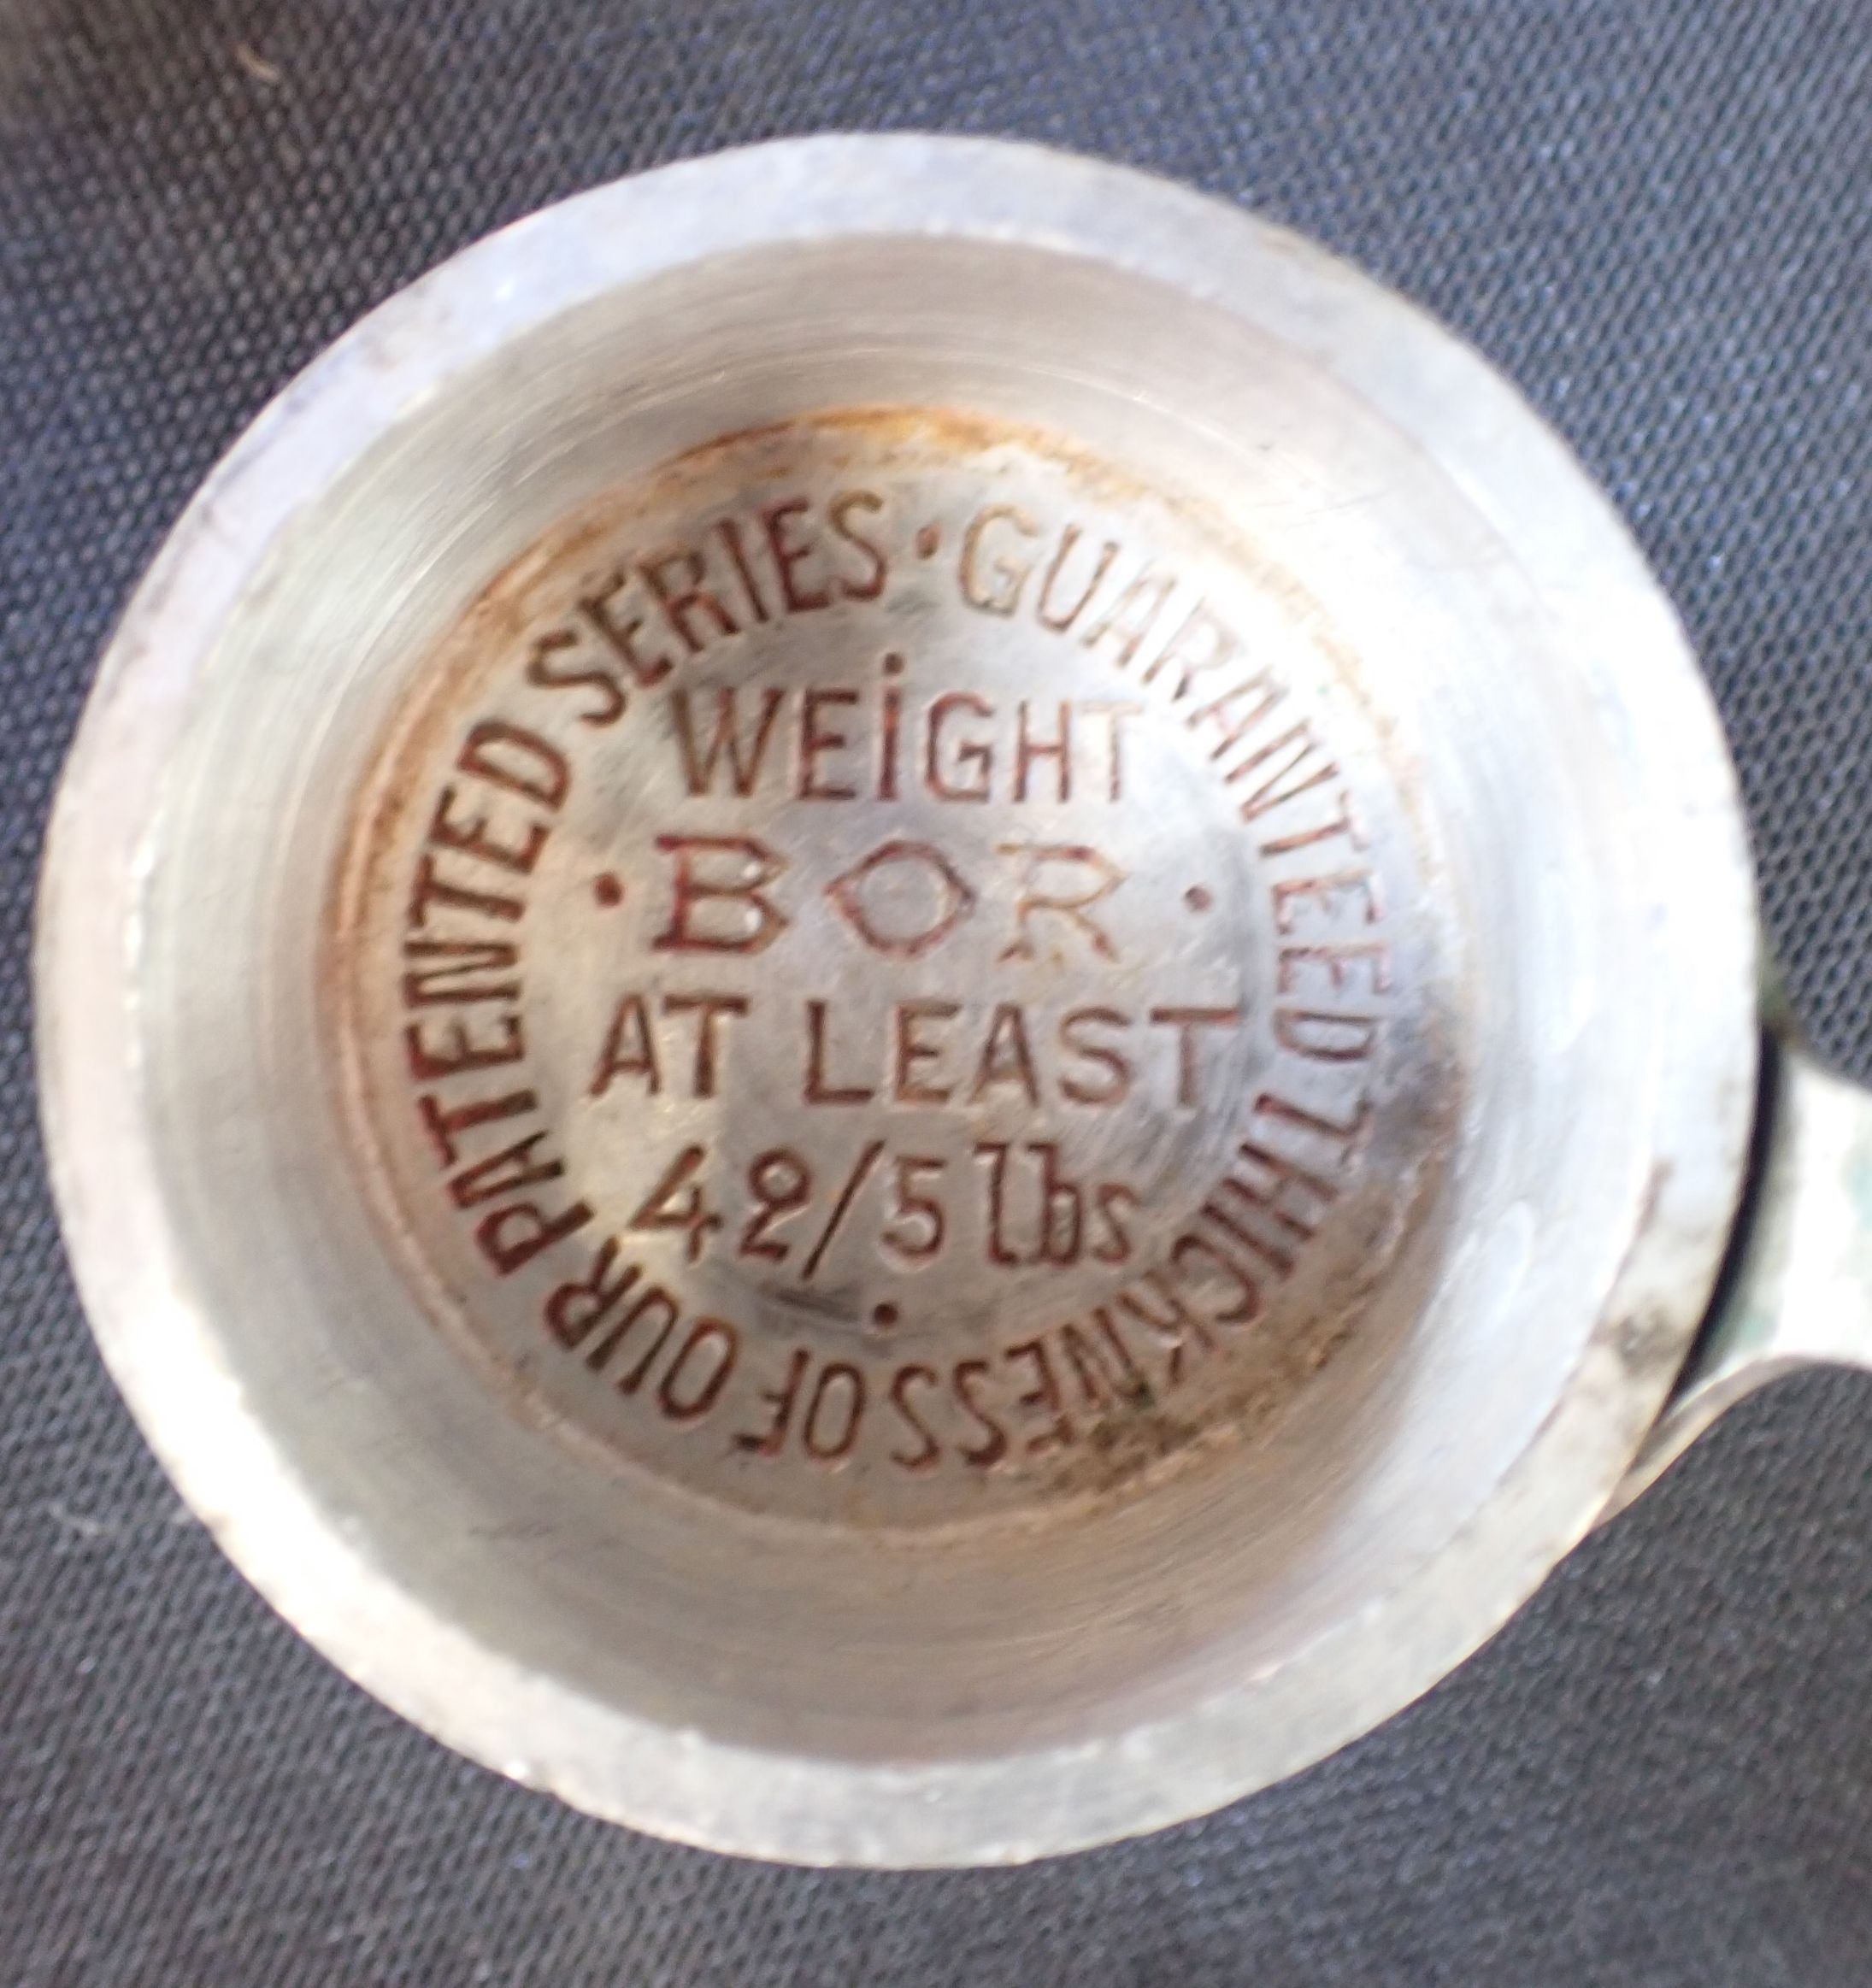 · GUARANTEED THICKNESS OF OUR PATENTED SERIES
WEiGHT
· BOR ·
AT LEAST
42/5 lbs
·